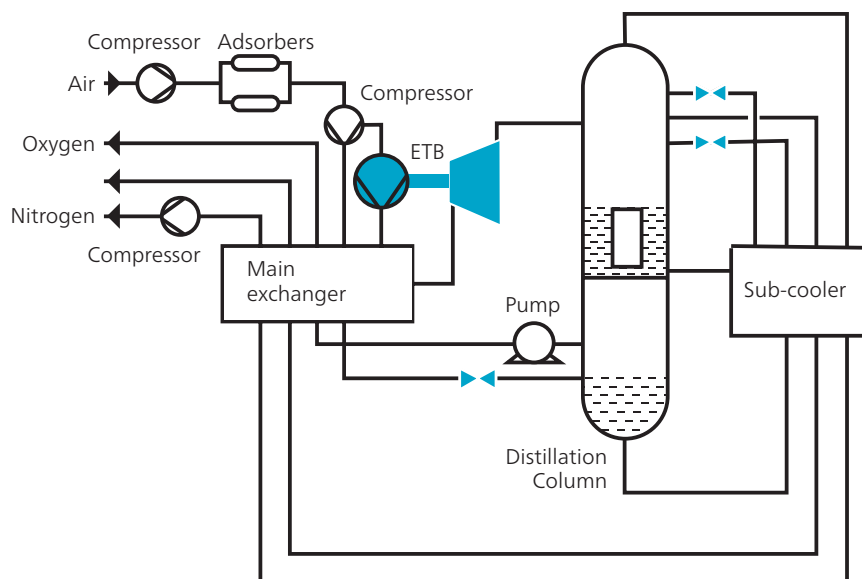 Compressor
Adsorbers
Air
Compressor
Oxygen
ETB
Nitrogen
Compressor
Main
exchanger
Sub-cooler
Pump
Distillation
Column